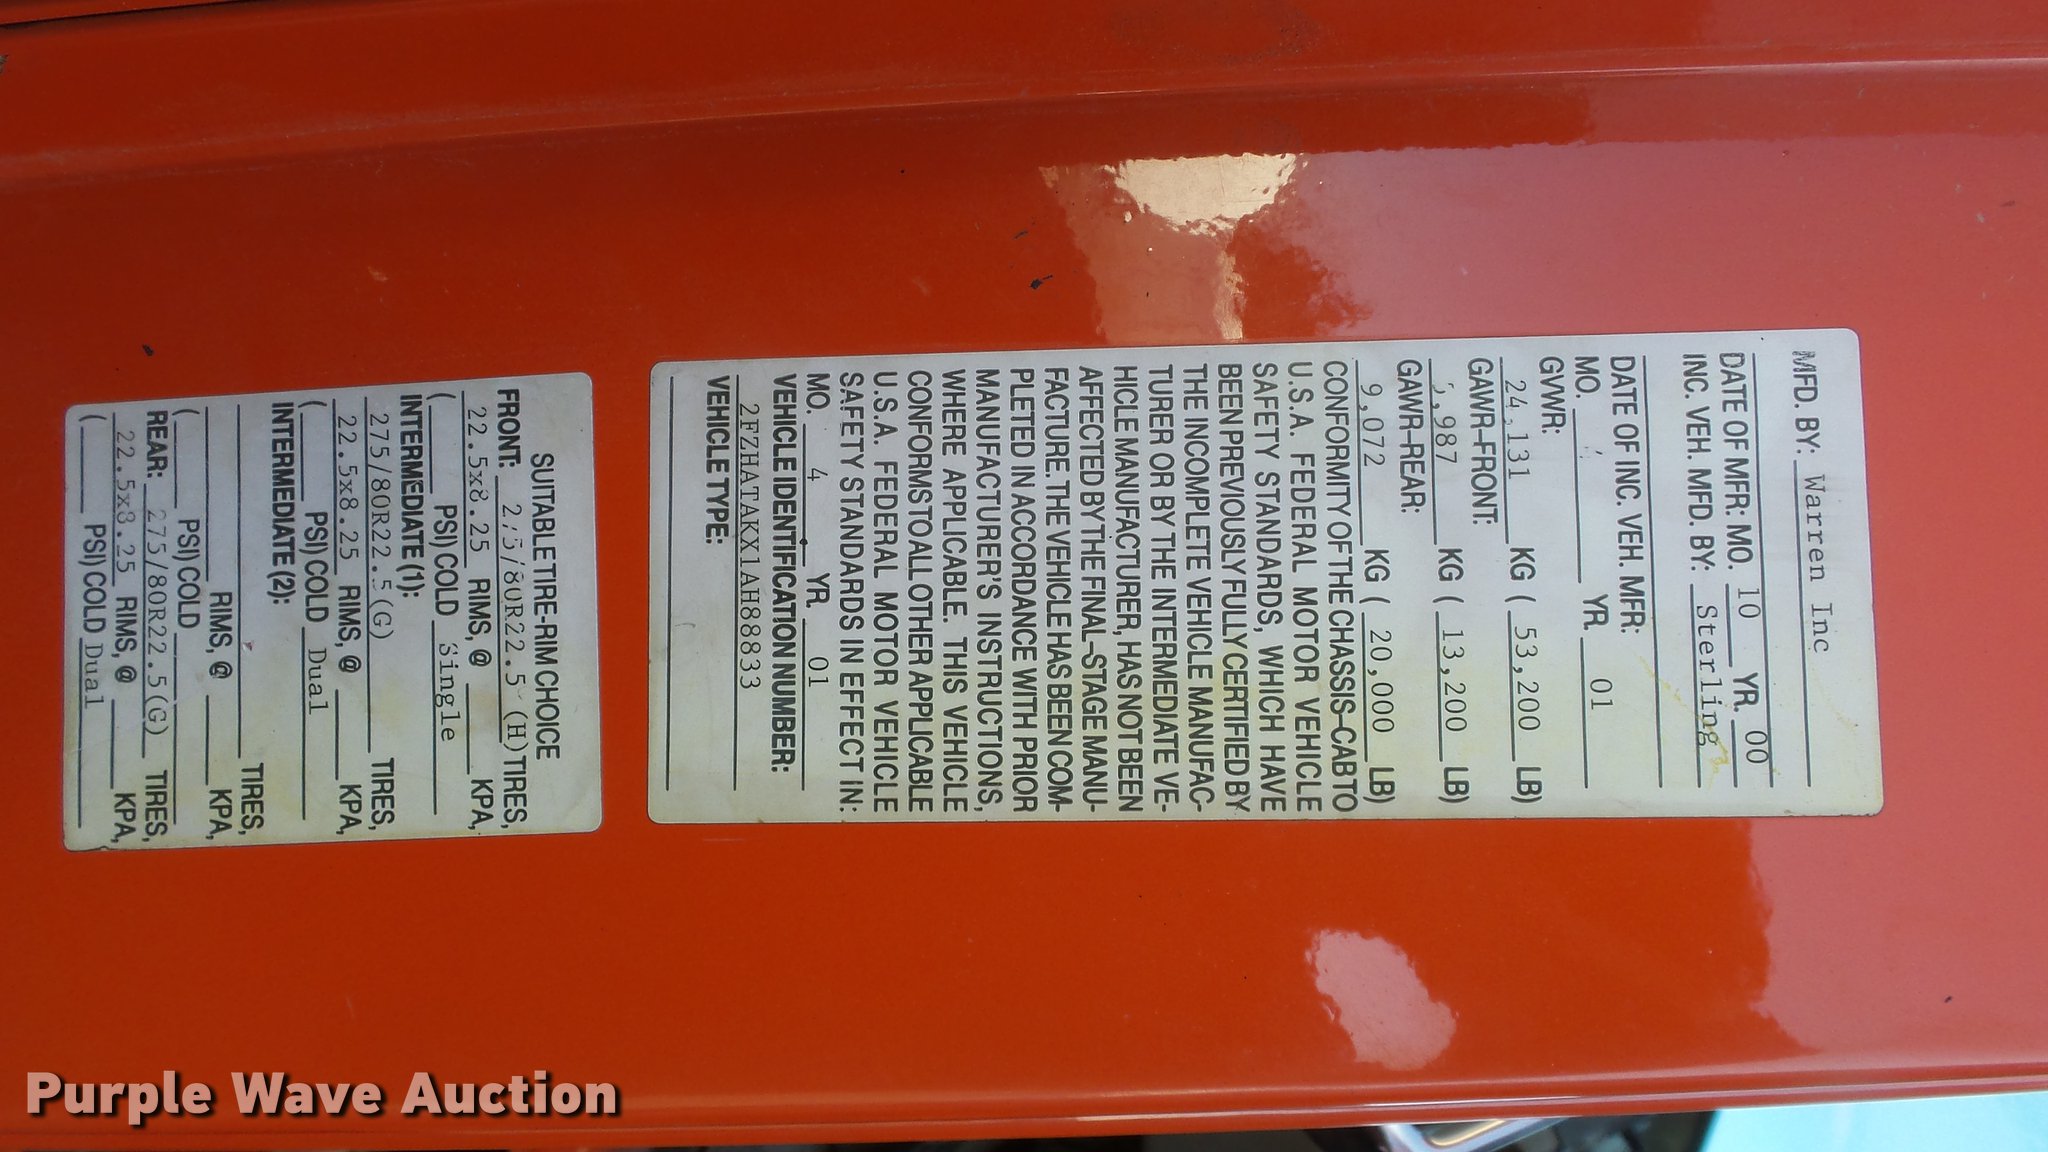 MFD. BY: Warren Inc
DATE OF MFR: MO. 10 YR. 00
INC. VEH. MFD. BY: Sterling
DATE OF INC. VEH. MFR:
MO. YR. 01
GVWR:
24,131 KG ( 53,200 LB)
GAWR-FRONT:
,987 KG ( 13,200 LB)
GAWR-REAR:
9,072 KG ( 20,000 LB)
CONFORMITY OF THE CHASSIS-CAB TO
U.S.A. FEDERAL MOTOR VEHICLE
SAFETY STANDARDS, WHICH HAVE
BEEN PREVIOUSLY FULLY CERTIFIED BY
THE INCOMPLETE VEHICLE MANUFAC-
TURER OR BY THE INTERMEDIATE VE-
HICLE MANUFACTURER, HAS NOT BEEN
AFFECTED BY THE FINAL-STAGE MANU-
FACTURE. THE VEHICLE HAS BEEN COM-
PLETED IN ACCORDANCE WITH PRIOR
MANUFACTURER'S INSTRUCTIONS,
WHERE APPLICABLE. THIS VEHICLE
CONFORMS TO ALL OTHER APPLICABLE
U.S.A. FEDERAL MOTOR VEHICLE
SAFETY STANDARDS IN EFFECT IN:
MO. 4 YR. 01
VEHICLE IDENTIFICATION NUMBER:
2FZHATAKX1AH88833
VEHICLE TYPE:
SUITABLE TIRE-RIM CHOICE
FRONT: 275/80R22.5 (H) TIRES,
22.5x8.25 RIMS, @ KPA,
( PSI) COLD Single
INTERMEDIATE (1):
275/80R22.5(G) TIRES,
22.5x8.25 RIMS, @ KPA,
( PSI) COLD Dual
INTERMEDIATE (2):
TIRES,
RIMS, @ KPA,
( PSI) COLD
REAR: 275/80R22.5(G) TIRES,
22.5x8.25 RIMS, @ KPA,
( PSI) COLD Dual
Purple Wave Auction